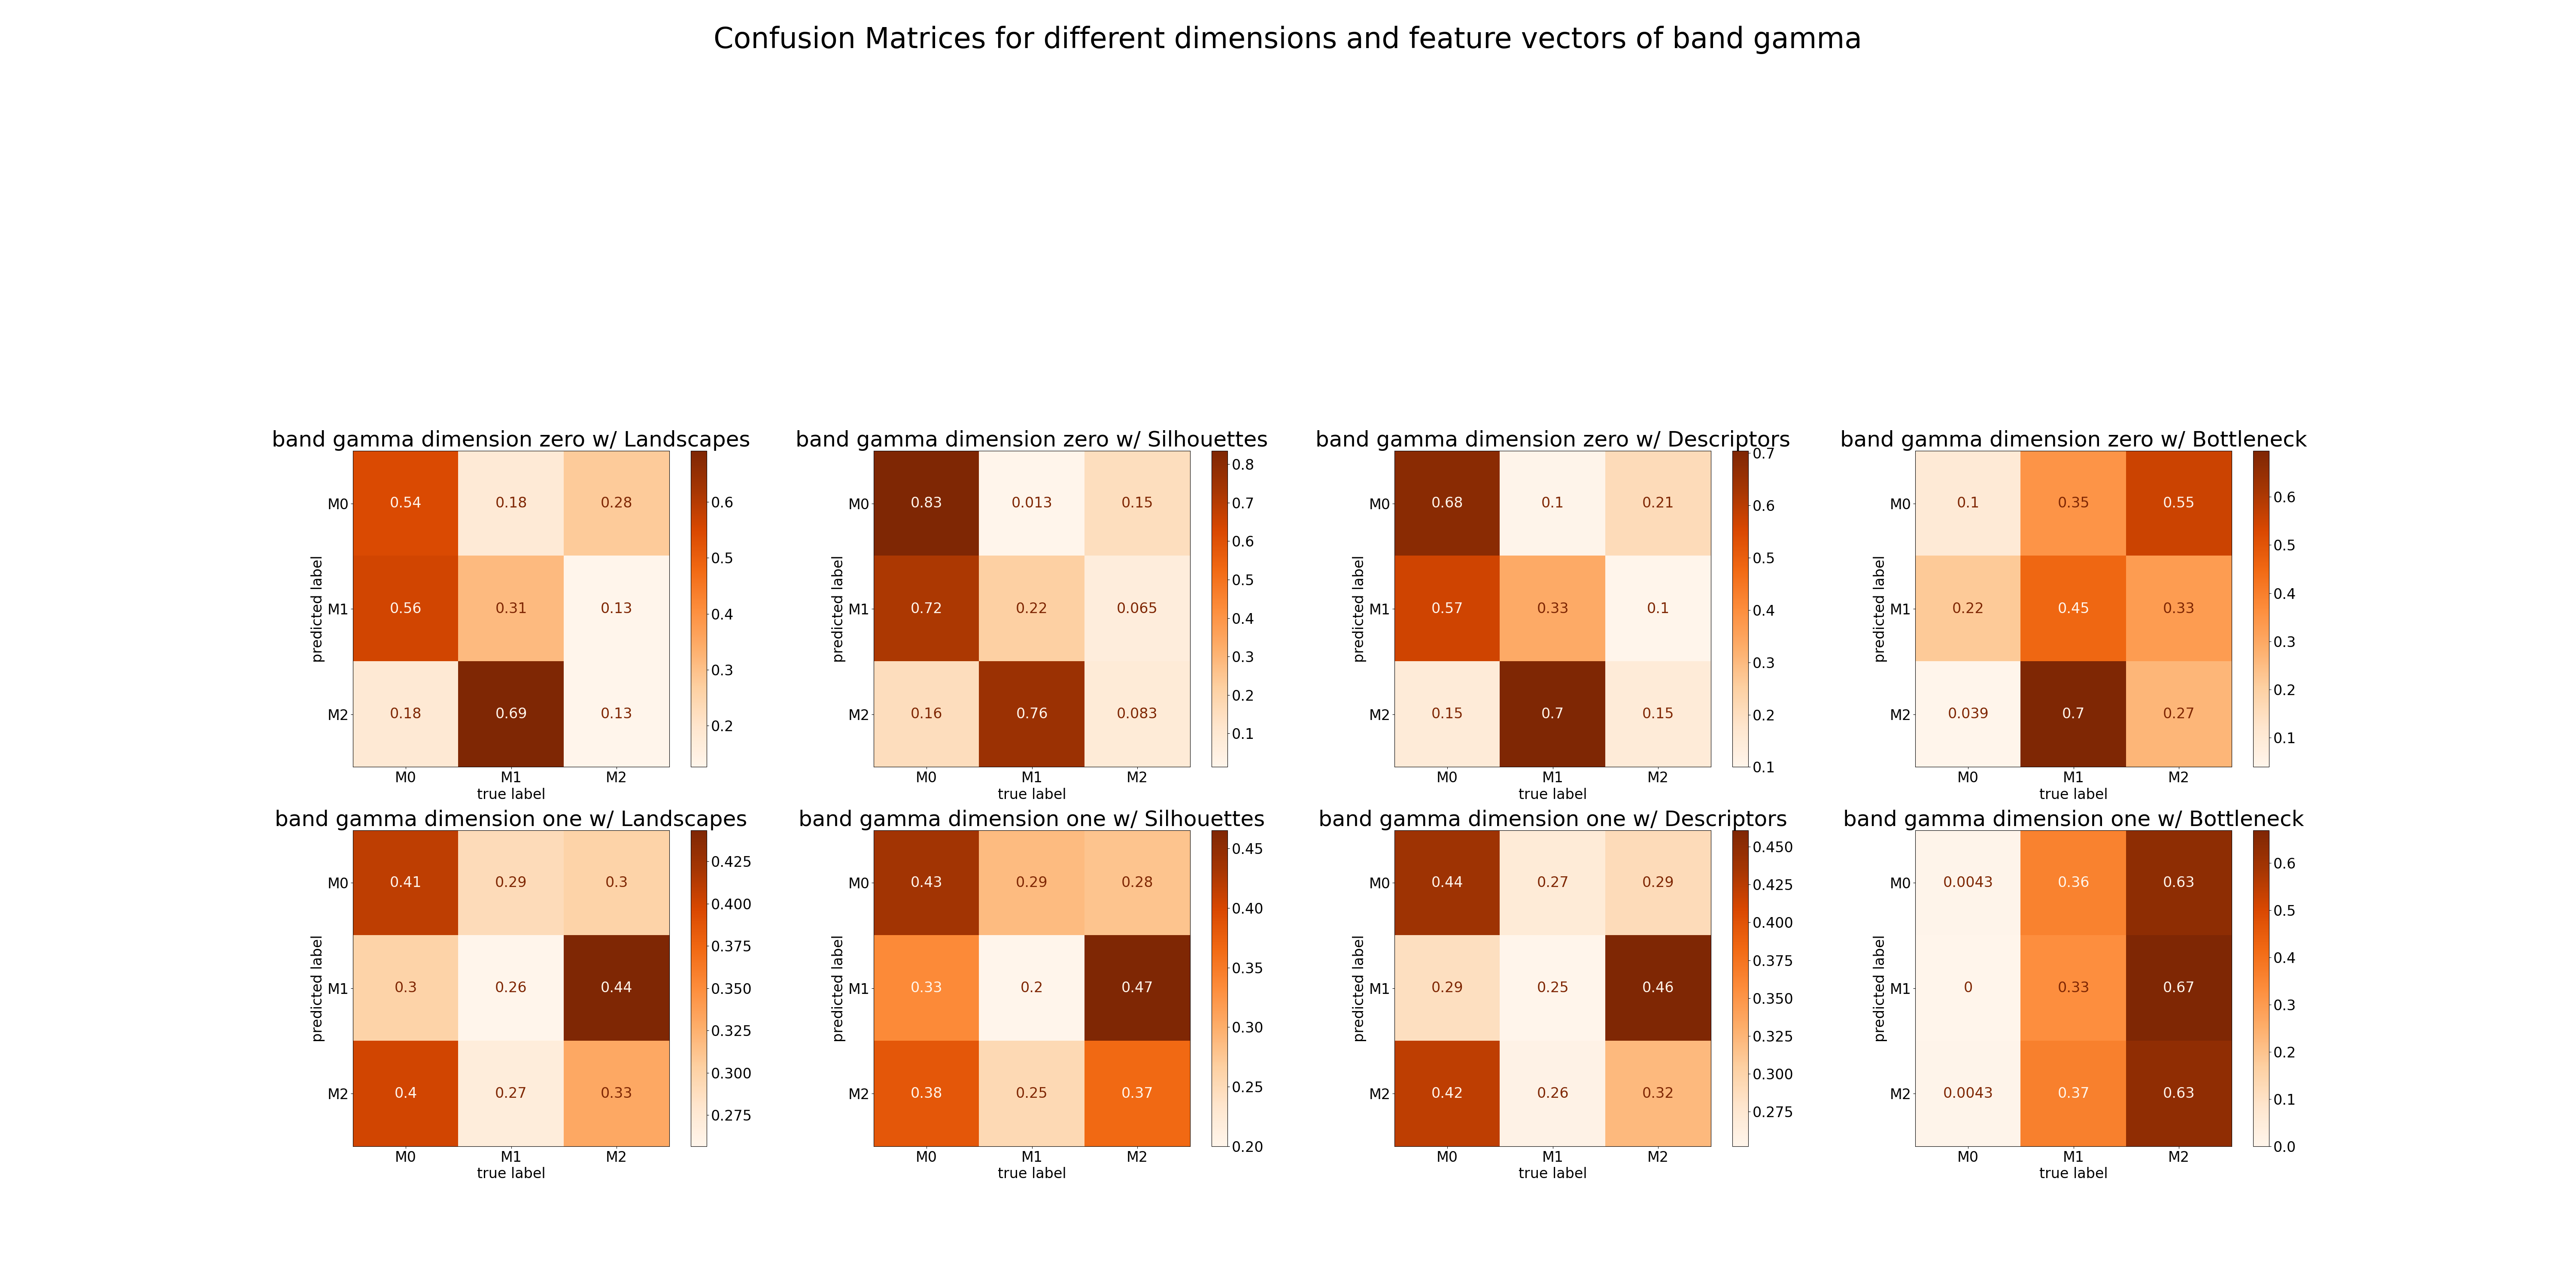 Confusion Matrices for different dimensions and feature vectors of band gamma
band gamma dimension zero w/ Landscapes
predicted label
M0 0.54 0.18 0.28
M1 0.56 0.31 0.13
M2 0.18 0.69 0.13
M0 M1 M2
true label
0.6
0.5
0.4
0.3
0.2
band gamma dimension zero w/ Silhouettes
predicted label
M0 0.83 0.013 0.15
M1 0.72 0.22 0.065
M2 0.16 0.76 0.083
M0 M1 M2
true label
0.8
0.7
0.6
0.5
0.4
0.3
0.2
0.1
band gamma dimension zero w/ Descriptors
predicted label
M0 0.68 0.1 0.21
M1 0.57 0.33 0.1
M2 0.15 0.7 0.15
M0 M1 M2
true label
0.7
0.6
0.5
0.4
0.3
0.2
0.1
band gamma dimension zero w/ Bottleneck
predicted label
M0 0.1 0.35 0.55
M1 0.22 0.45 0.33
M2 0.039 0.7 0.27
M0 M1 M2
true label
0.6
0.5
0.4
0.3
0.2
0.1
band gamma dimension one w/ Landscapes
predicted label
M0 0.41 0.29 0.3
M1 0.3 0.26 0.44
M2 0.4 0.27 0.33
M0 M1 M2
true label
0.425
0.400
0.375
0.350
0.325
0.300
0.275
band gamma dimension one w/ Silhouettes
predicted label
M0 0.43 0.29 0.28
M1 0.33 0.2 0.47
M2 0.38 0.25 0.37
M0 M1 M2
true label
0.45
0.40
0.35
0.30
0.25
0.20
band gamma dimension one w/ Descriptors
predicted label
M0 0.44 0.27 0.29
M1 0.29 0.25 0.46
M2 0.42 0.26 0.32
M0 M1 M2
true label
0.450
0.425
0.400
0.375
0.350
0.325
0.300
0.275
band gamma dimension one w/ Bottleneck
predicted label
M0 0.0043 0.36 0.63
M1 0 0.33 0.67
M2 0.0043 0.37 0.63
M0 M1 M2
true label
0.6
0.5
0.4
0.3
0.2
0.1
0.0